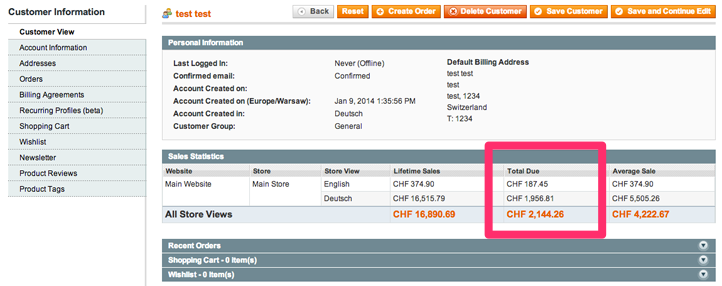 Customer Information
Customer View
Account Information
Addresses
Orders
Billing Agreements
Recurring Profiles (beta)
Shopping Cart
Wishlist
Newsletter
Product Reviews
Product Tags
test test
Back Reset Create Order Delete Customer Save Customer Save and Continue Edit
Personal Information
Last Logged In: Never (Offline)
Confirmed email: Confirmed
Account Created on:
Account Created on (Europe/Warsaw): Jan 9, 2014 1:35:56 PM
Account Created in: Deutsch
Customer Group: General
Default Billing Address
test test
test
test, 1234
Switzerland
T: 1234
Sales Statistics
Website Store Store View Lifetime Sales Total Due Average Sale
Main Website Main Store English CHF 374.90 CHF 187.45 CHF 374.90
Deutsch CHF 16,515.79 CHF 1,956.81 CHF 5,505.26
All Store Views CHF 16,890.69 CHF 2,144.26 CHF 4,222.67
Recent Orders
Shopping Cart - 0 Item(s)
Wishlist - 0 Item(s)